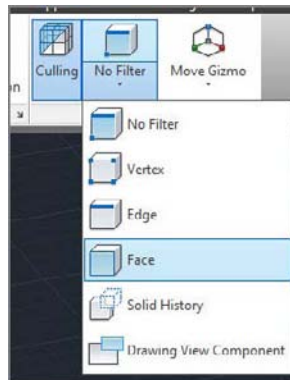 Culling
No Filter
Move Gizmo
No Filter
Vertex
Edge
Face
Solid History
Drawing View Component